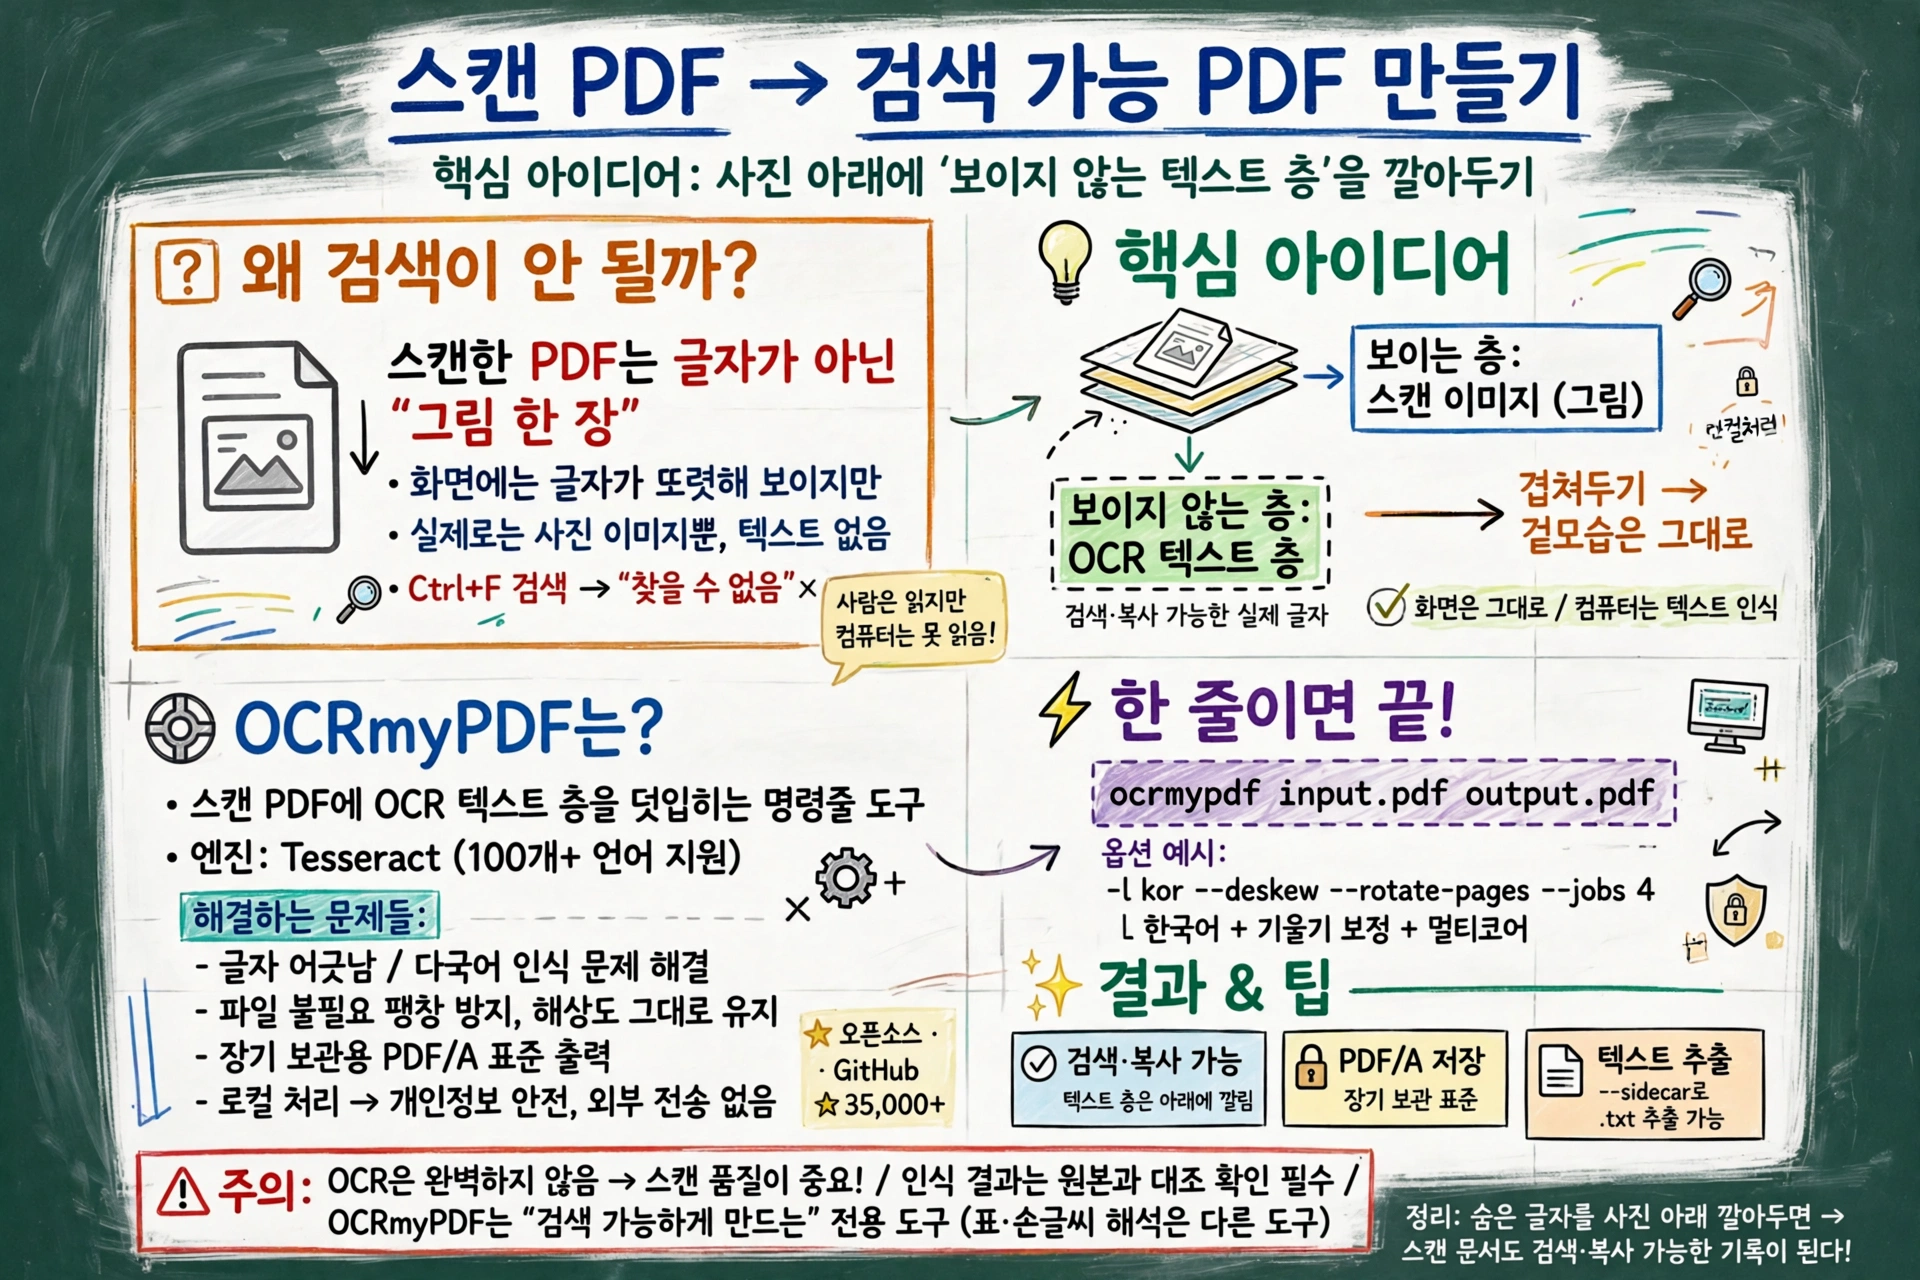 스캔 PDF → 검색 가능 PDF 만들기
핵심 아이디어: 사진 아래에 '보이지 않는 텍스트 층'을 깔아두기
? 왜 검색이 안 될까?
스캔한 PDF는 글자가 아닌
“그림 한 장”
• 화면에는 글자가 또렷해 보이지만
• 실제로는 사진 이미지뿐, 텍스트 없음
• Ctrl+F 검색 → “찾을 수 없음” ×
사람은 읽지만
컴퓨터는 못 읽음!
핵심 아이디어
보이는 층:
스캔 이미지 (그림)
보이지 않는 층:
OCR 텍스트 층
검색·복사 가능한 실제 글자
겹쳐두기 →
겉모습은 그대로
화면은 그대로 / 컴퓨터는 텍스트 인식
OCRmyPDF는?
• 스캔 PDF에 OCR 텍스트 층을 덧입히는 명령줄 도구
• 엔진: Tesseract (100개+ 언어 지원)
해결하는 문제들:
- 글자 어긋남 / 다국어 인식 문제 해결
- 파일 불필요 팽창 방지, 해상도 그대로 유지
- 장기 보관용 PDF/A 표준 출력
- 로컬 처리 → 개인정보 안전, 외부 전송 없음
오픈소스 ·
· GitHub
★ 35,000+
한 줄이면 끝!
ocrmypdf input.pdf output.pdf
옵션 예시:
-l kor --deskew --rotate-pages --jobs 4
└ 한국어 + 기울기 보정 + 멀티코어
결과 & 팁
검색·복사 가능
텍스트 층은 아래에 깔림
PDF/A 저장
장기 보관 표준
텍스트 추출
--sidecar로
.txt 추출 가능
주의: OCR은 완벽하지 않음 → 스캔 품질이 중요! / 인식 결과는 원본과 대조 확인 필수 /
OCRmyPDF는 “검색 가능하게 만드는” 전용 도구 (표·손글씨 해석은 다른 도구)
정리: 숨은 글자를 사진 아래 깔아두면 →
스캔 문서도 검색·복사 가능한 기록이 된다!